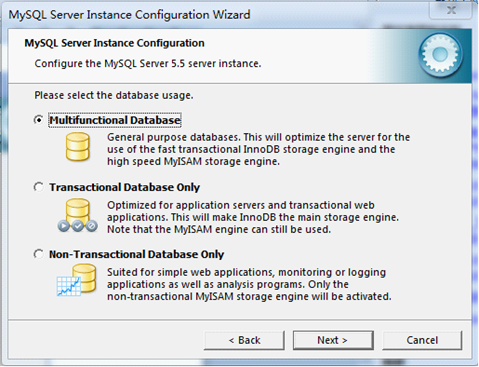 MySQL Server Instance Configuration Wizard
MySQL Server Instance Configuration
Configure the MySQL Server 5.5 server instance.
Please select the database usage.
Multifunctional Database
General purpose databases. This will optimize the server for the
use of the fast transactional InnoDB storage engine and the
high speed MyISAM storage engine.
Transactional Database Only
Optimized for application servers and transactional web
applications. This will make InnoDB the main storage engine.
Note that the MyISAM engine can still be used.
Non-Transactional Database Only
Suited for simple web applications, monitoring or logging
applications as well as analysis programs. Only the
non-transactional MyISAM storage engine will be activated.
< Back Next > Cancel